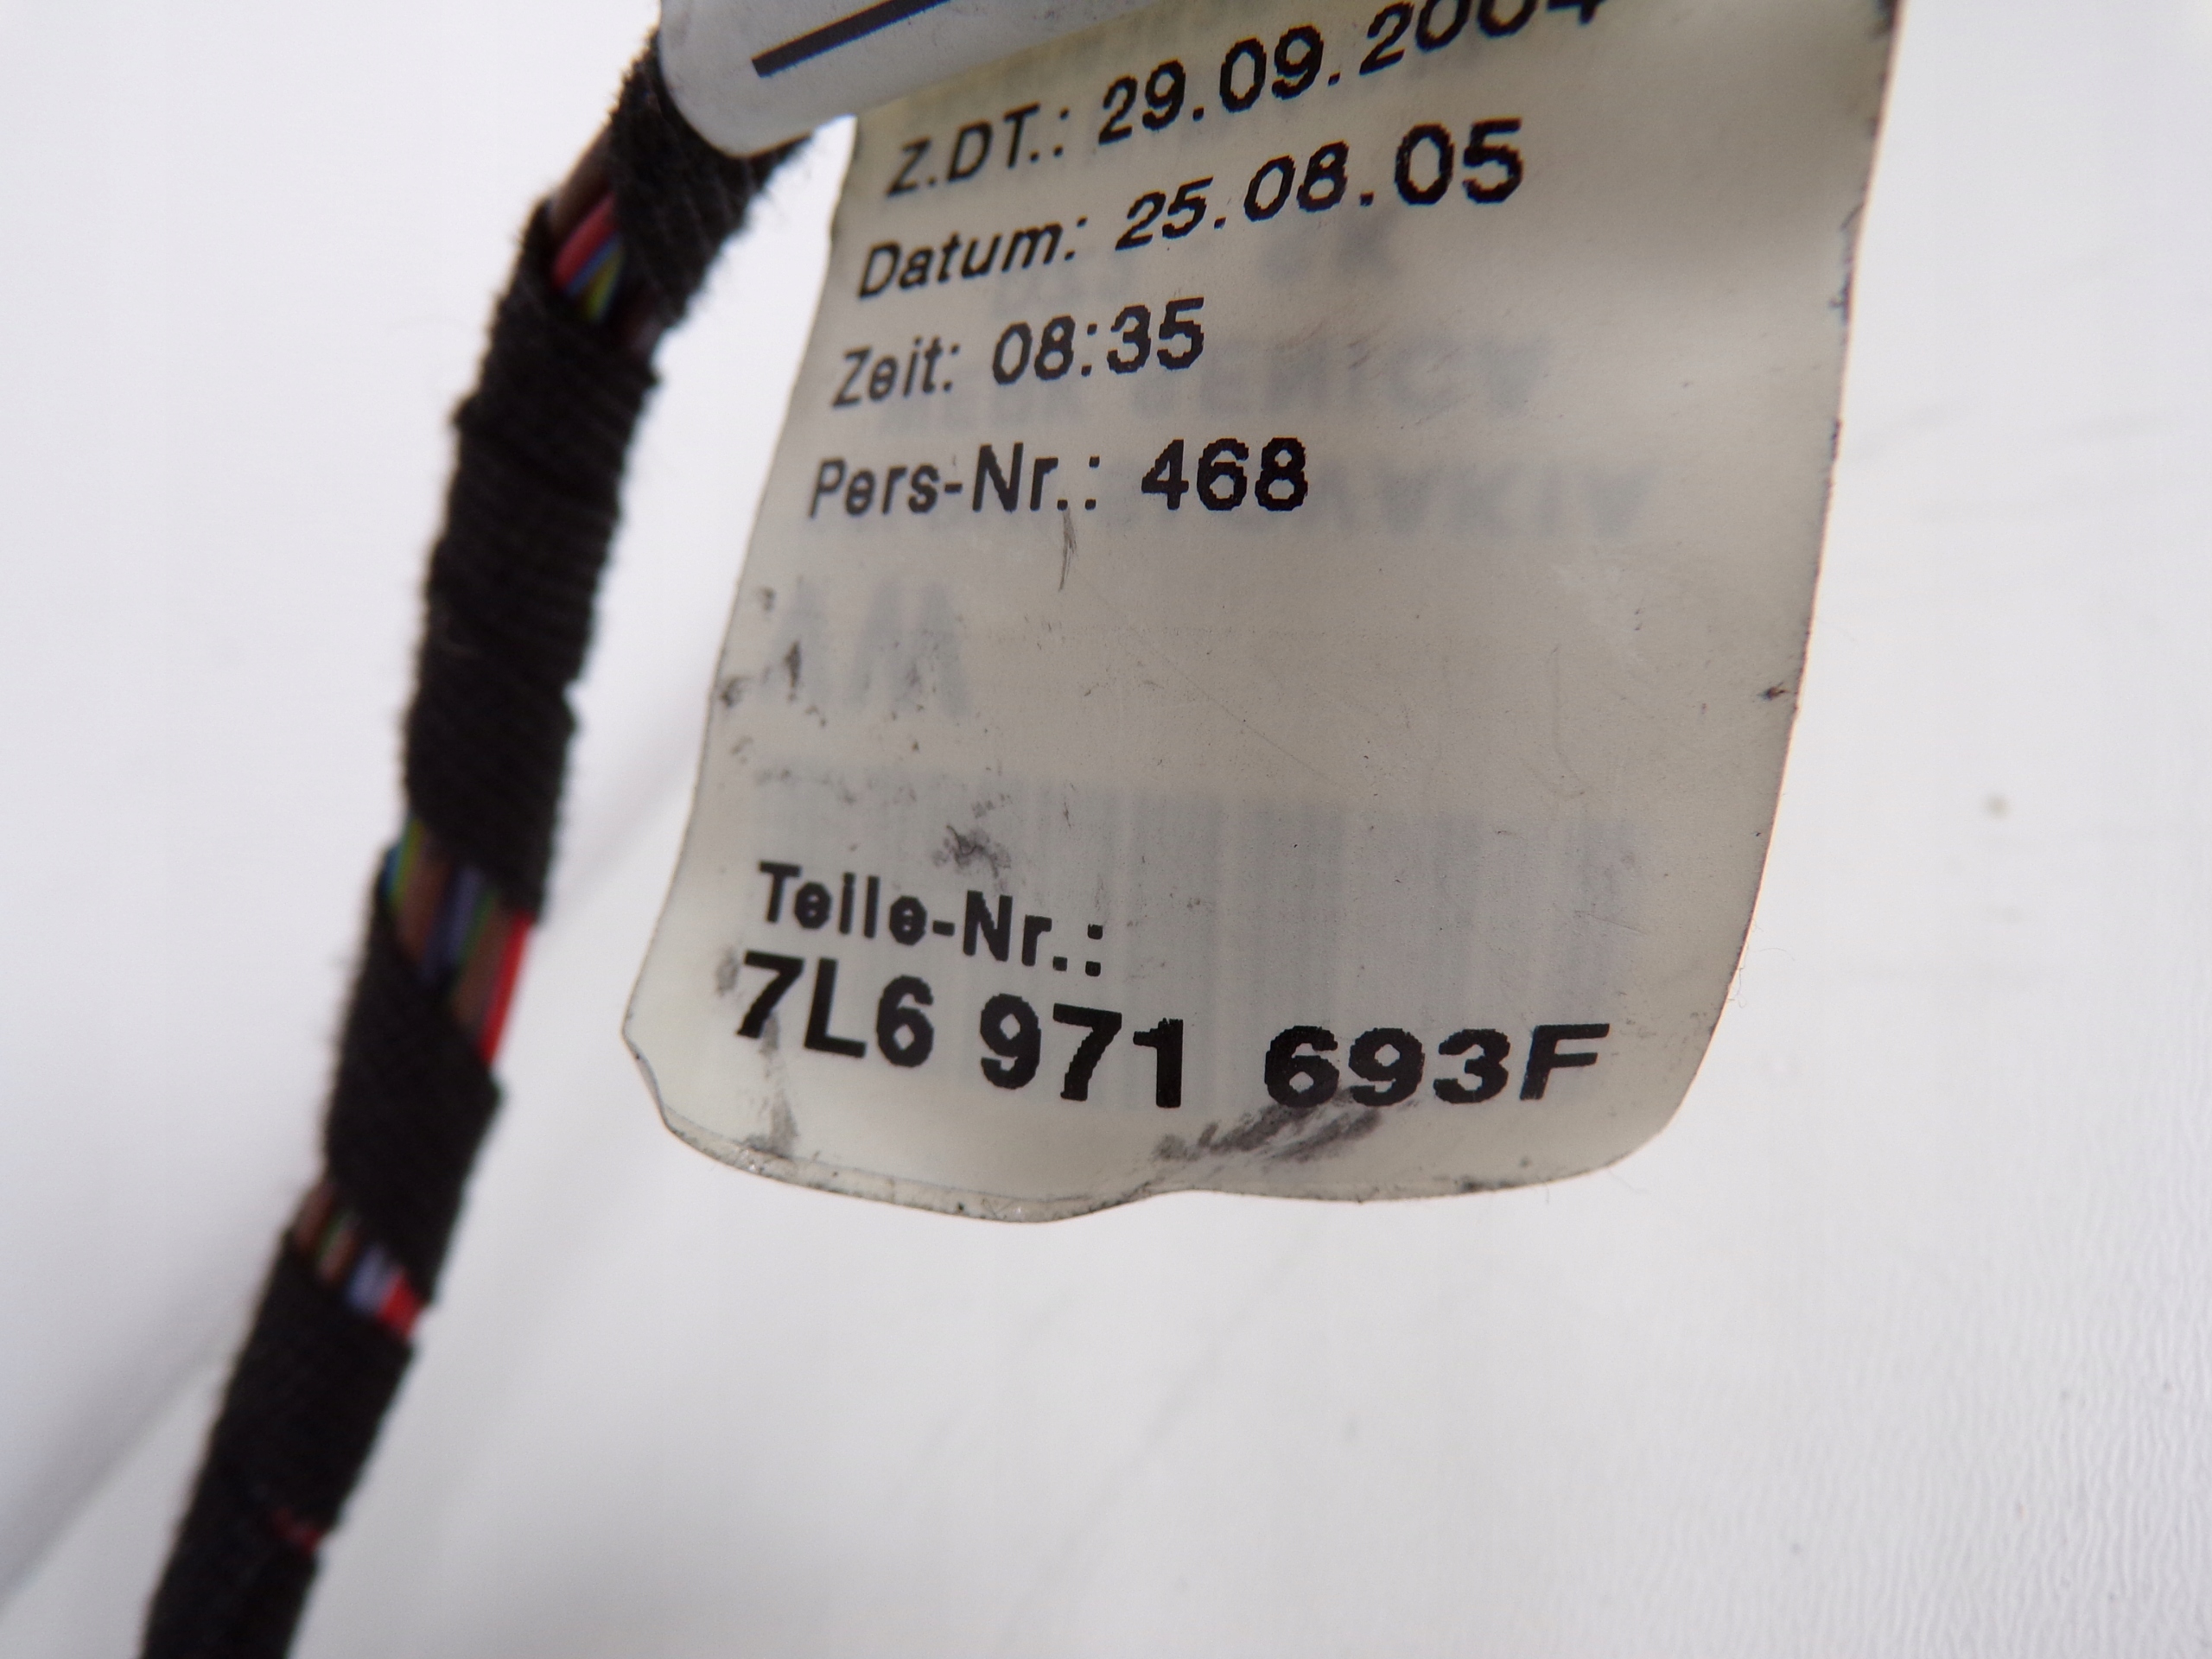 Z.DT.: 29.09.2004
Datum: 25.08.05
Zeit: 08:35
Pers-Nr.: 468
Teile-Nr.:
7L6 971 693F